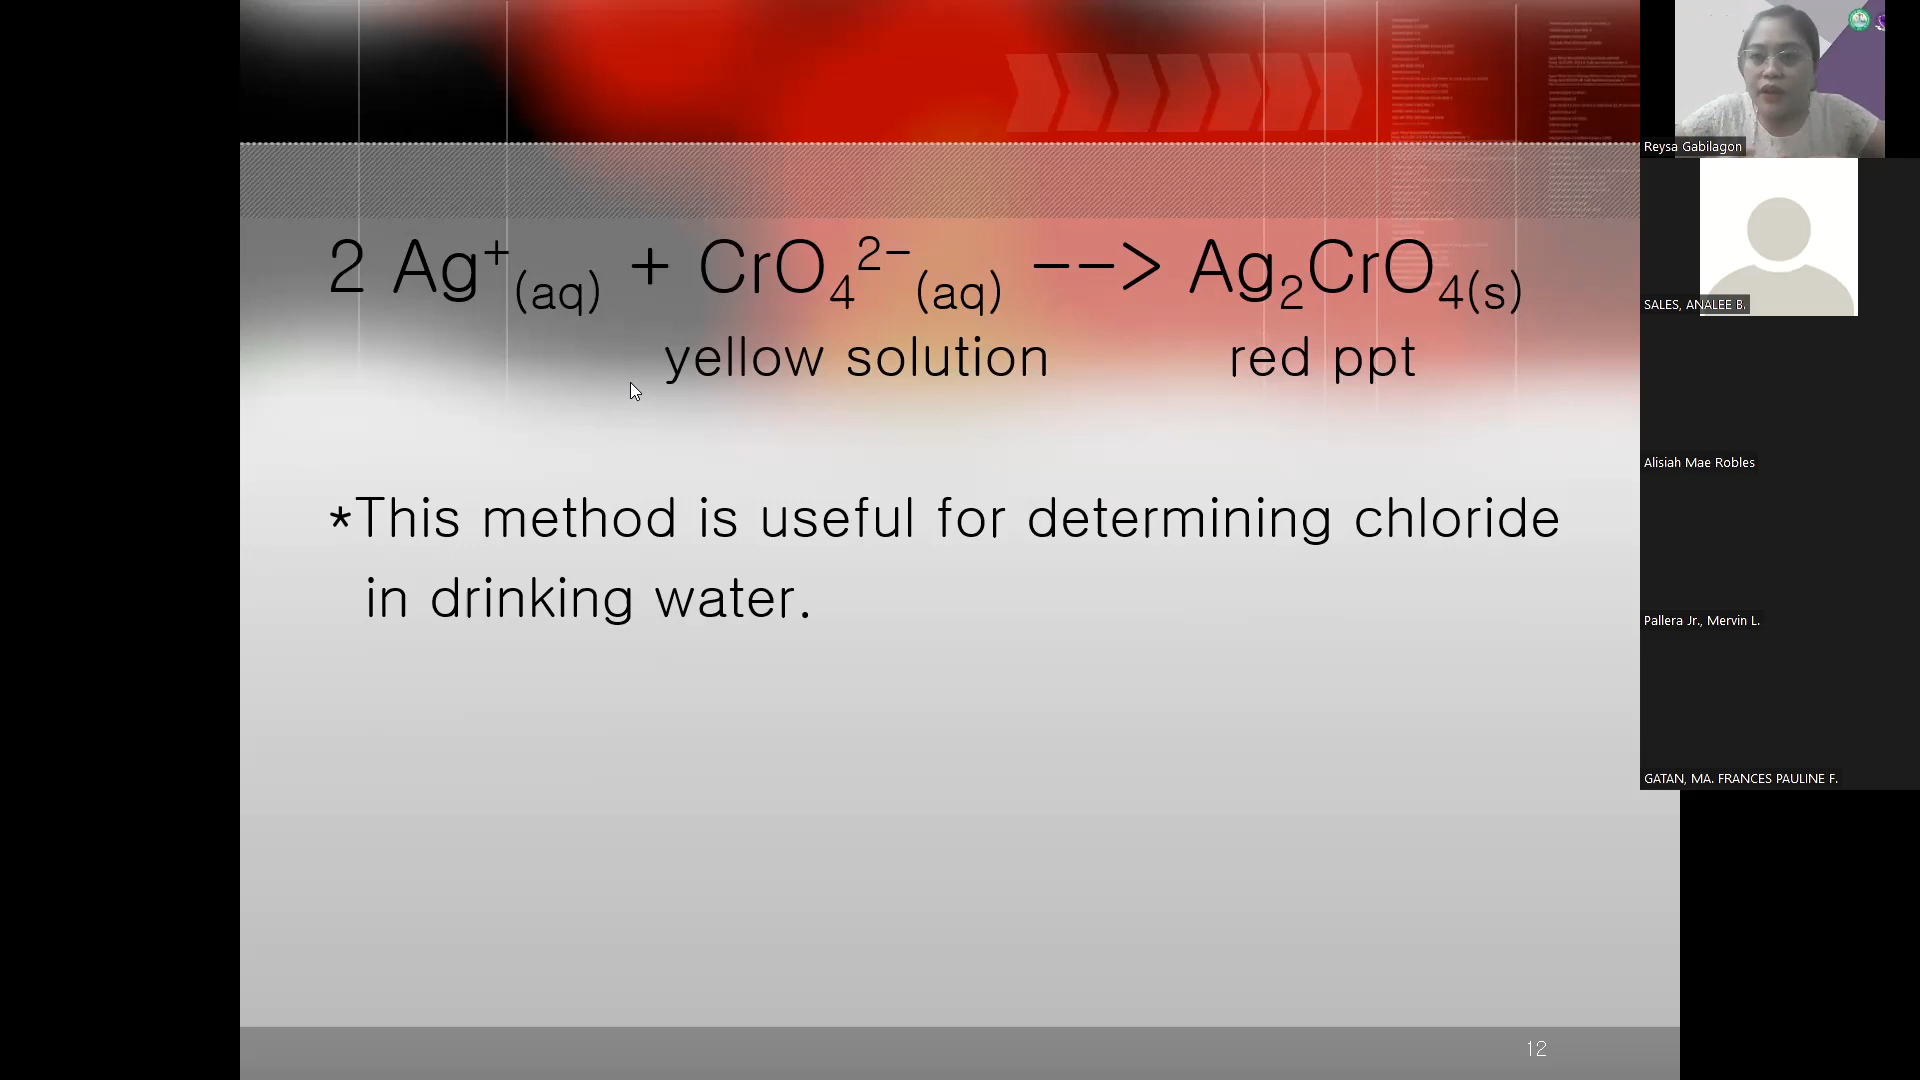 2 Ag⁺(aq) + CrO₄²⁻(aq) --> Ag₂CrO₄(s)
yellow solution red ppt
*This method is useful for determining chloride
in drinking water.
12
Reysa Gabilagon
SALES, ANALEE B.
Alisiah Mae Robles
Pallera Jr., Mervin L.
GATAN, MA. FRANCES PAULINE F.